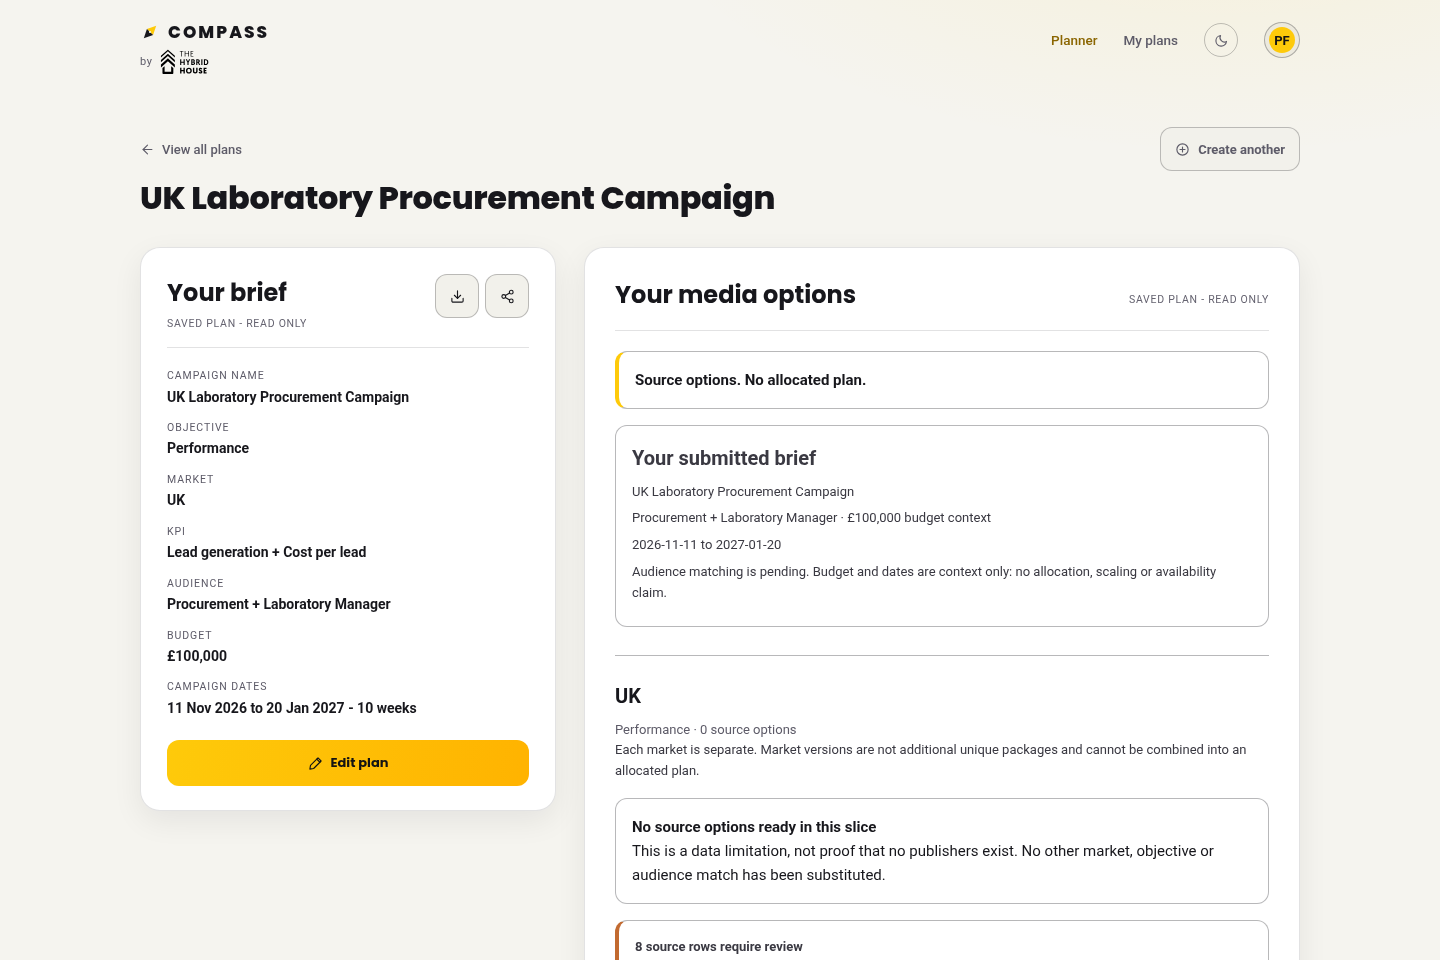 COMPASS
by THE HYBRID HOUSE
Planner
My plans
PF
View all plans
Create another
UK Laboratory Procurement Campaign
Your brief
SAVED PLAN - READ ONLY
CAMPAIGN NAME
UK Laboratory Procurement Campaign
OBJECTIVE
Performance
MARKET
UK
KPI
Lead generation + Cost per lead
AUDIENCE
Procurement + Laboratory Manager
BUDGET
£100,000
CAMPAIGN DATES
11 Nov 2026 to 20 Jan 2027 - 10 weeks
Edit plan
Your media options
SAVED PLAN - READ ONLY
Source options. No allocated plan.
Your submitted brief
UK Laboratory Procurement Campaign
Procurement + Laboratory Manager · £100,000 budget context
2026-11-11 to 2027-01-20
Audience matching is pending. Budget and dates are context only: no allocation, scaling or availability
claim.
UK
Performance · 0 source options
Each market is separate. Market versions are not additional unique packages and cannot be combined into an
allocated plan.
No source options ready in this slice
This is a data limitation, not proof that no publishers exist. No other market, objective or
audience match has been substituted.
8 source rows require review